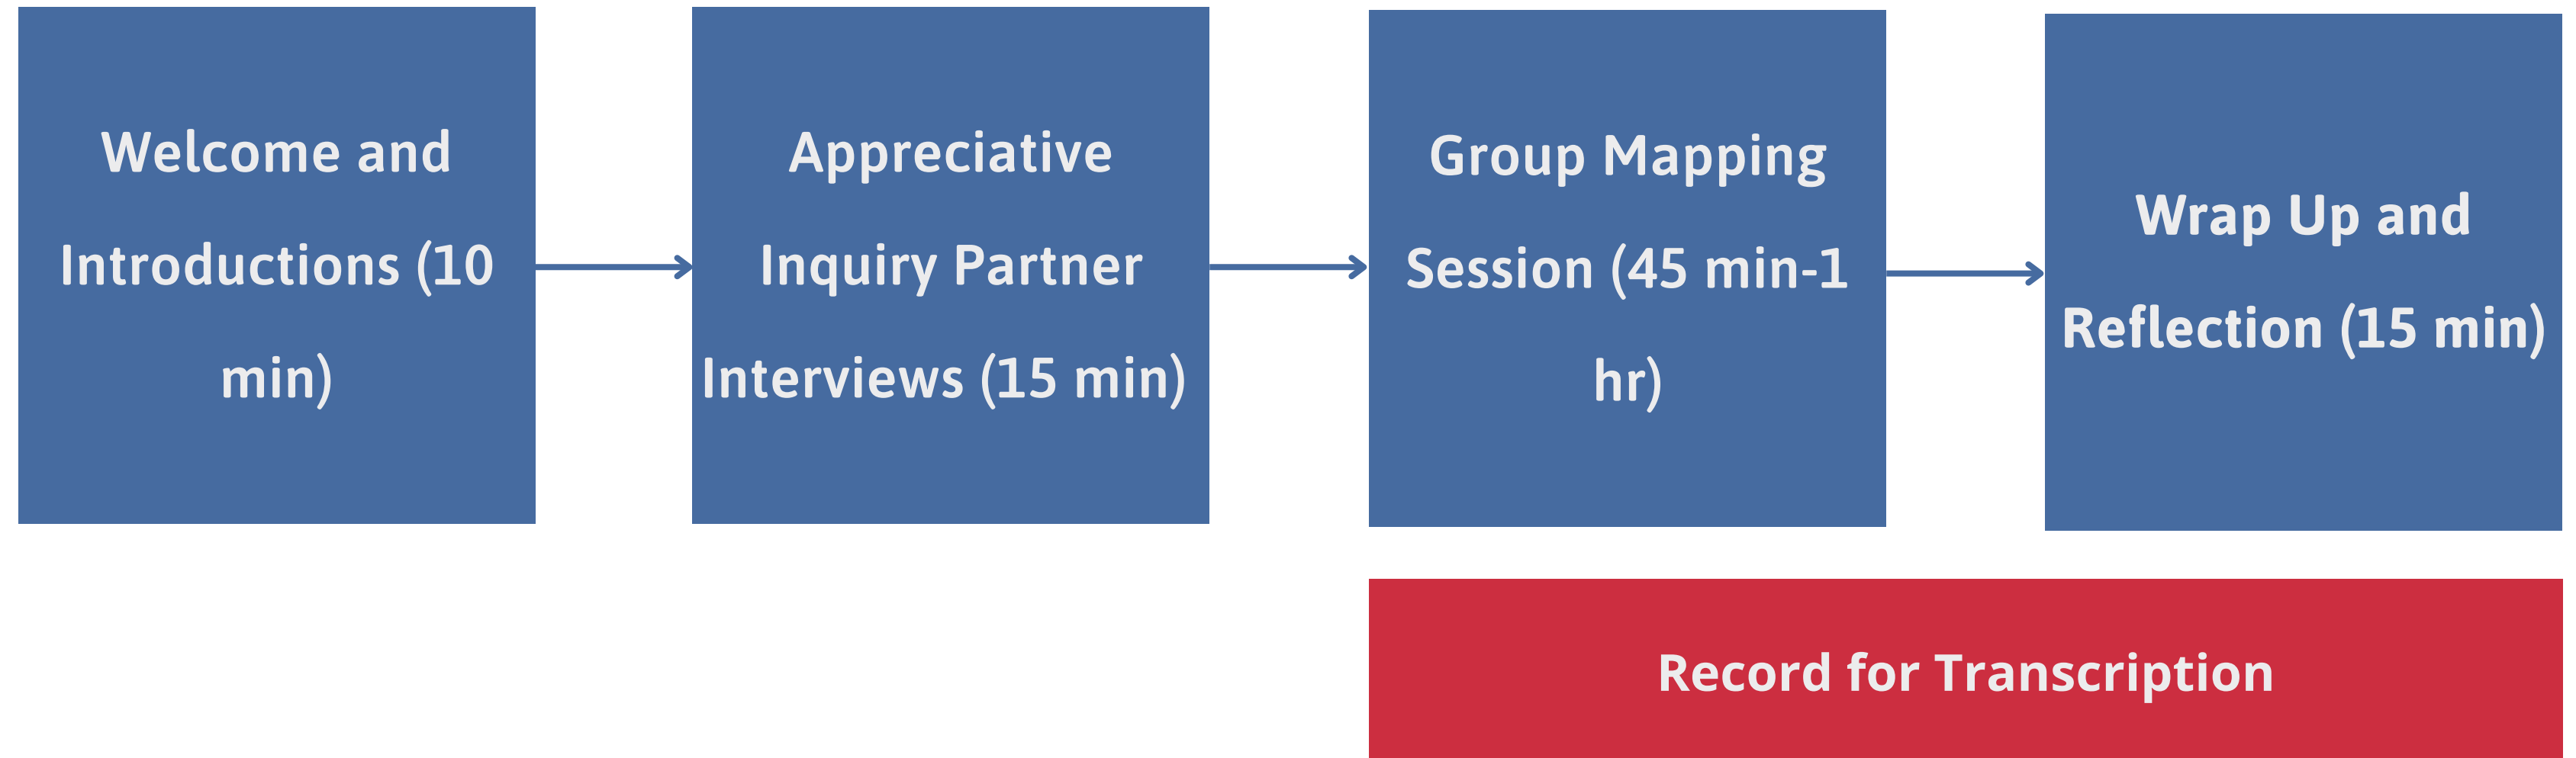 Welcome and
Introductions (10
min)
Appreciative
Inquiry Partner
Interviews (15 min)
Group Mapping
Session (45 min-1
hr)
Wrap Up and
Reflection (15 min)
Record for Transcription